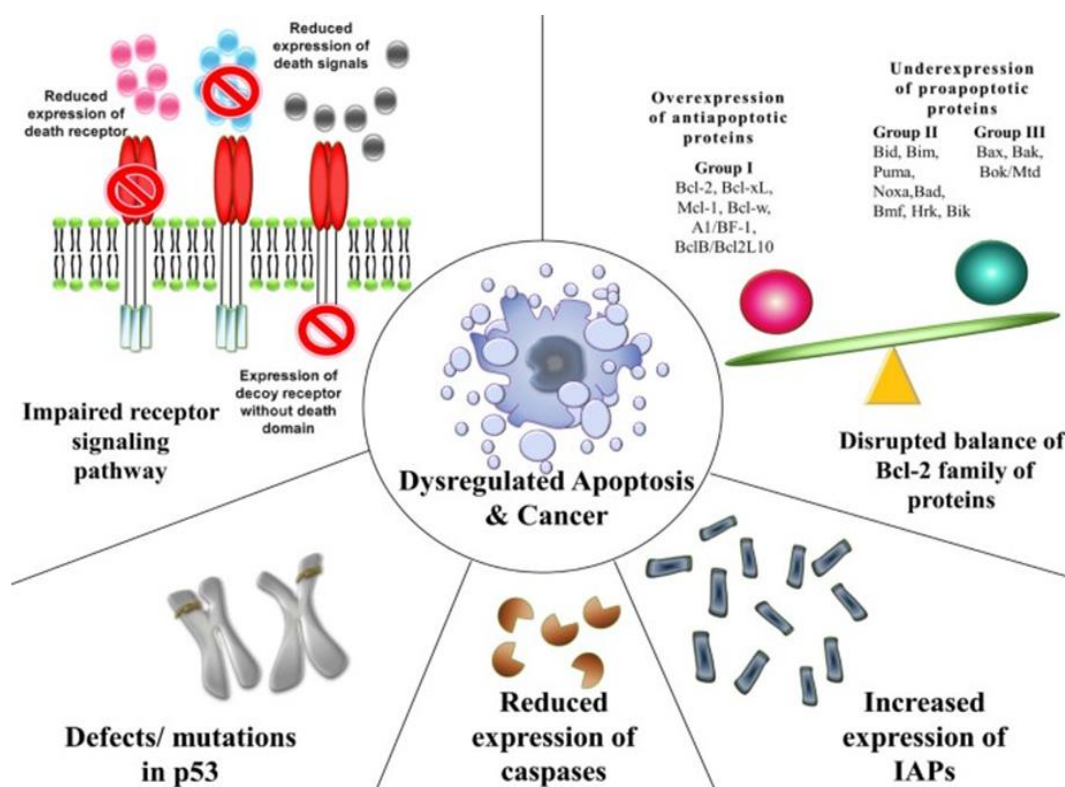 Reduced
expression of
death signals
Reduced
expression of
death receptor
Expression of
decoy receptor
without death
domain
Impaired receptor
signaling
pathway
Overexpression
of antiapoptotic
proteins
Group I
Bcl-2, Bcl-xL,
Mcl-1, Bcl-w,
A1/BF-1,
BclB/Bcl2L10
Underexpression
of proapoptotic
proteins
Group II
Bid, Bim,
Puma,
Noxa,Bad,
Bmf, Hrk, Bik
Group III
Bax, Bak,
Bok/Mtd
Disrupted balance of
Bcl-2 family of
proteins
Dysregulated Apoptosis
& Cancer
Defects/ mutations
in p53
Reduced
expression of
caspases
Increased
expression of
IAPs